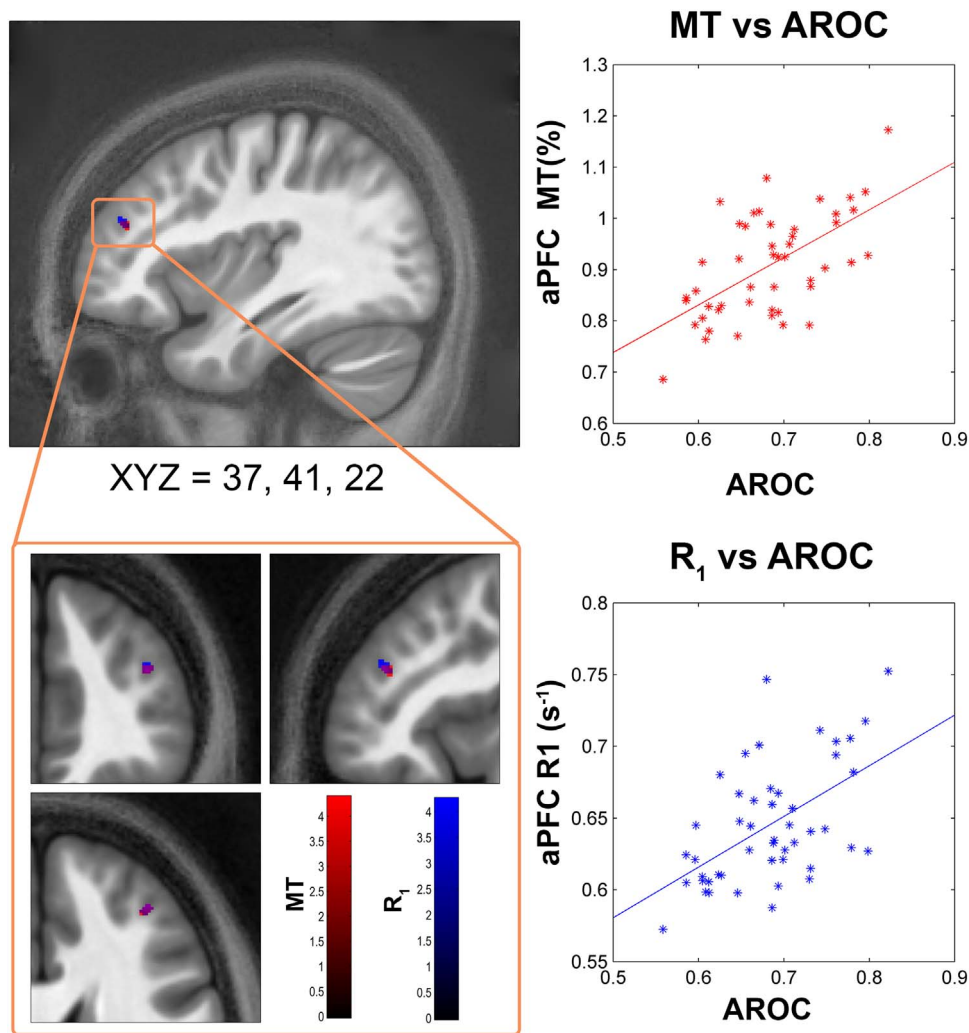 MT vs AROC
1.3
1.2
1.1
1
0.9
0.8
0.7
0.6
aPFC MT(%)
0.5 0.6 0.7 0.8 0.9
AROC
XYZ = 37, 41, 22
R1 vs AROC
0.8
0.75
0.7
0.65
0.6
0.55
aPFC R1 (s-1)
0.5 0.6 0.7 0.8 0.9
AROC
MT
4
3.5
3
2.5
2
1.5
1
0.5
0
R1
4
3.5
3
2.5
2
1.5
1
0.5
0